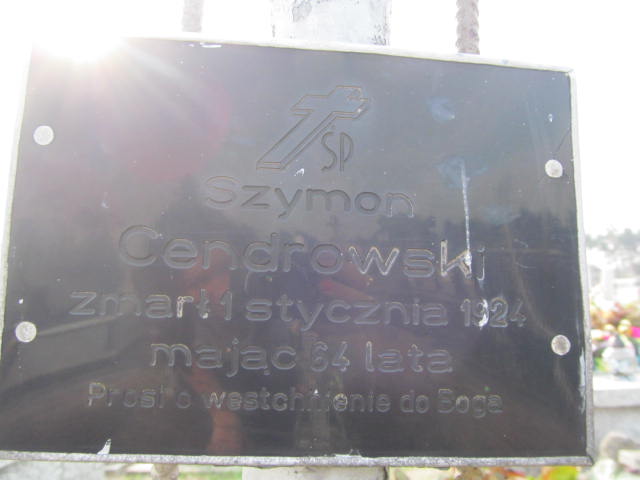 ŚP
Szymon
Cendrowski
zmarł 1 stycznia 1924
mając 64 lata
Prosi o westchnienie do Boga